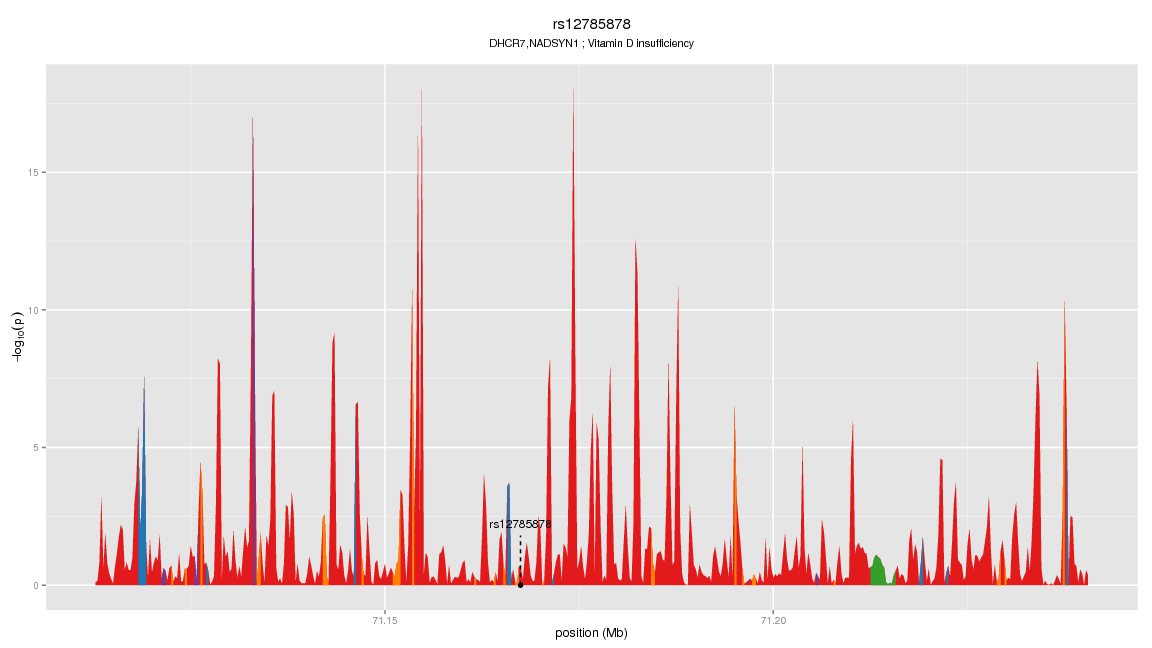 rs12785878
DHCR7,NADSYN1 ; Vitamin D insufficiency
−log10(p)
15
10
5
0
rs12785878
71.15
71.20
position (Mb)